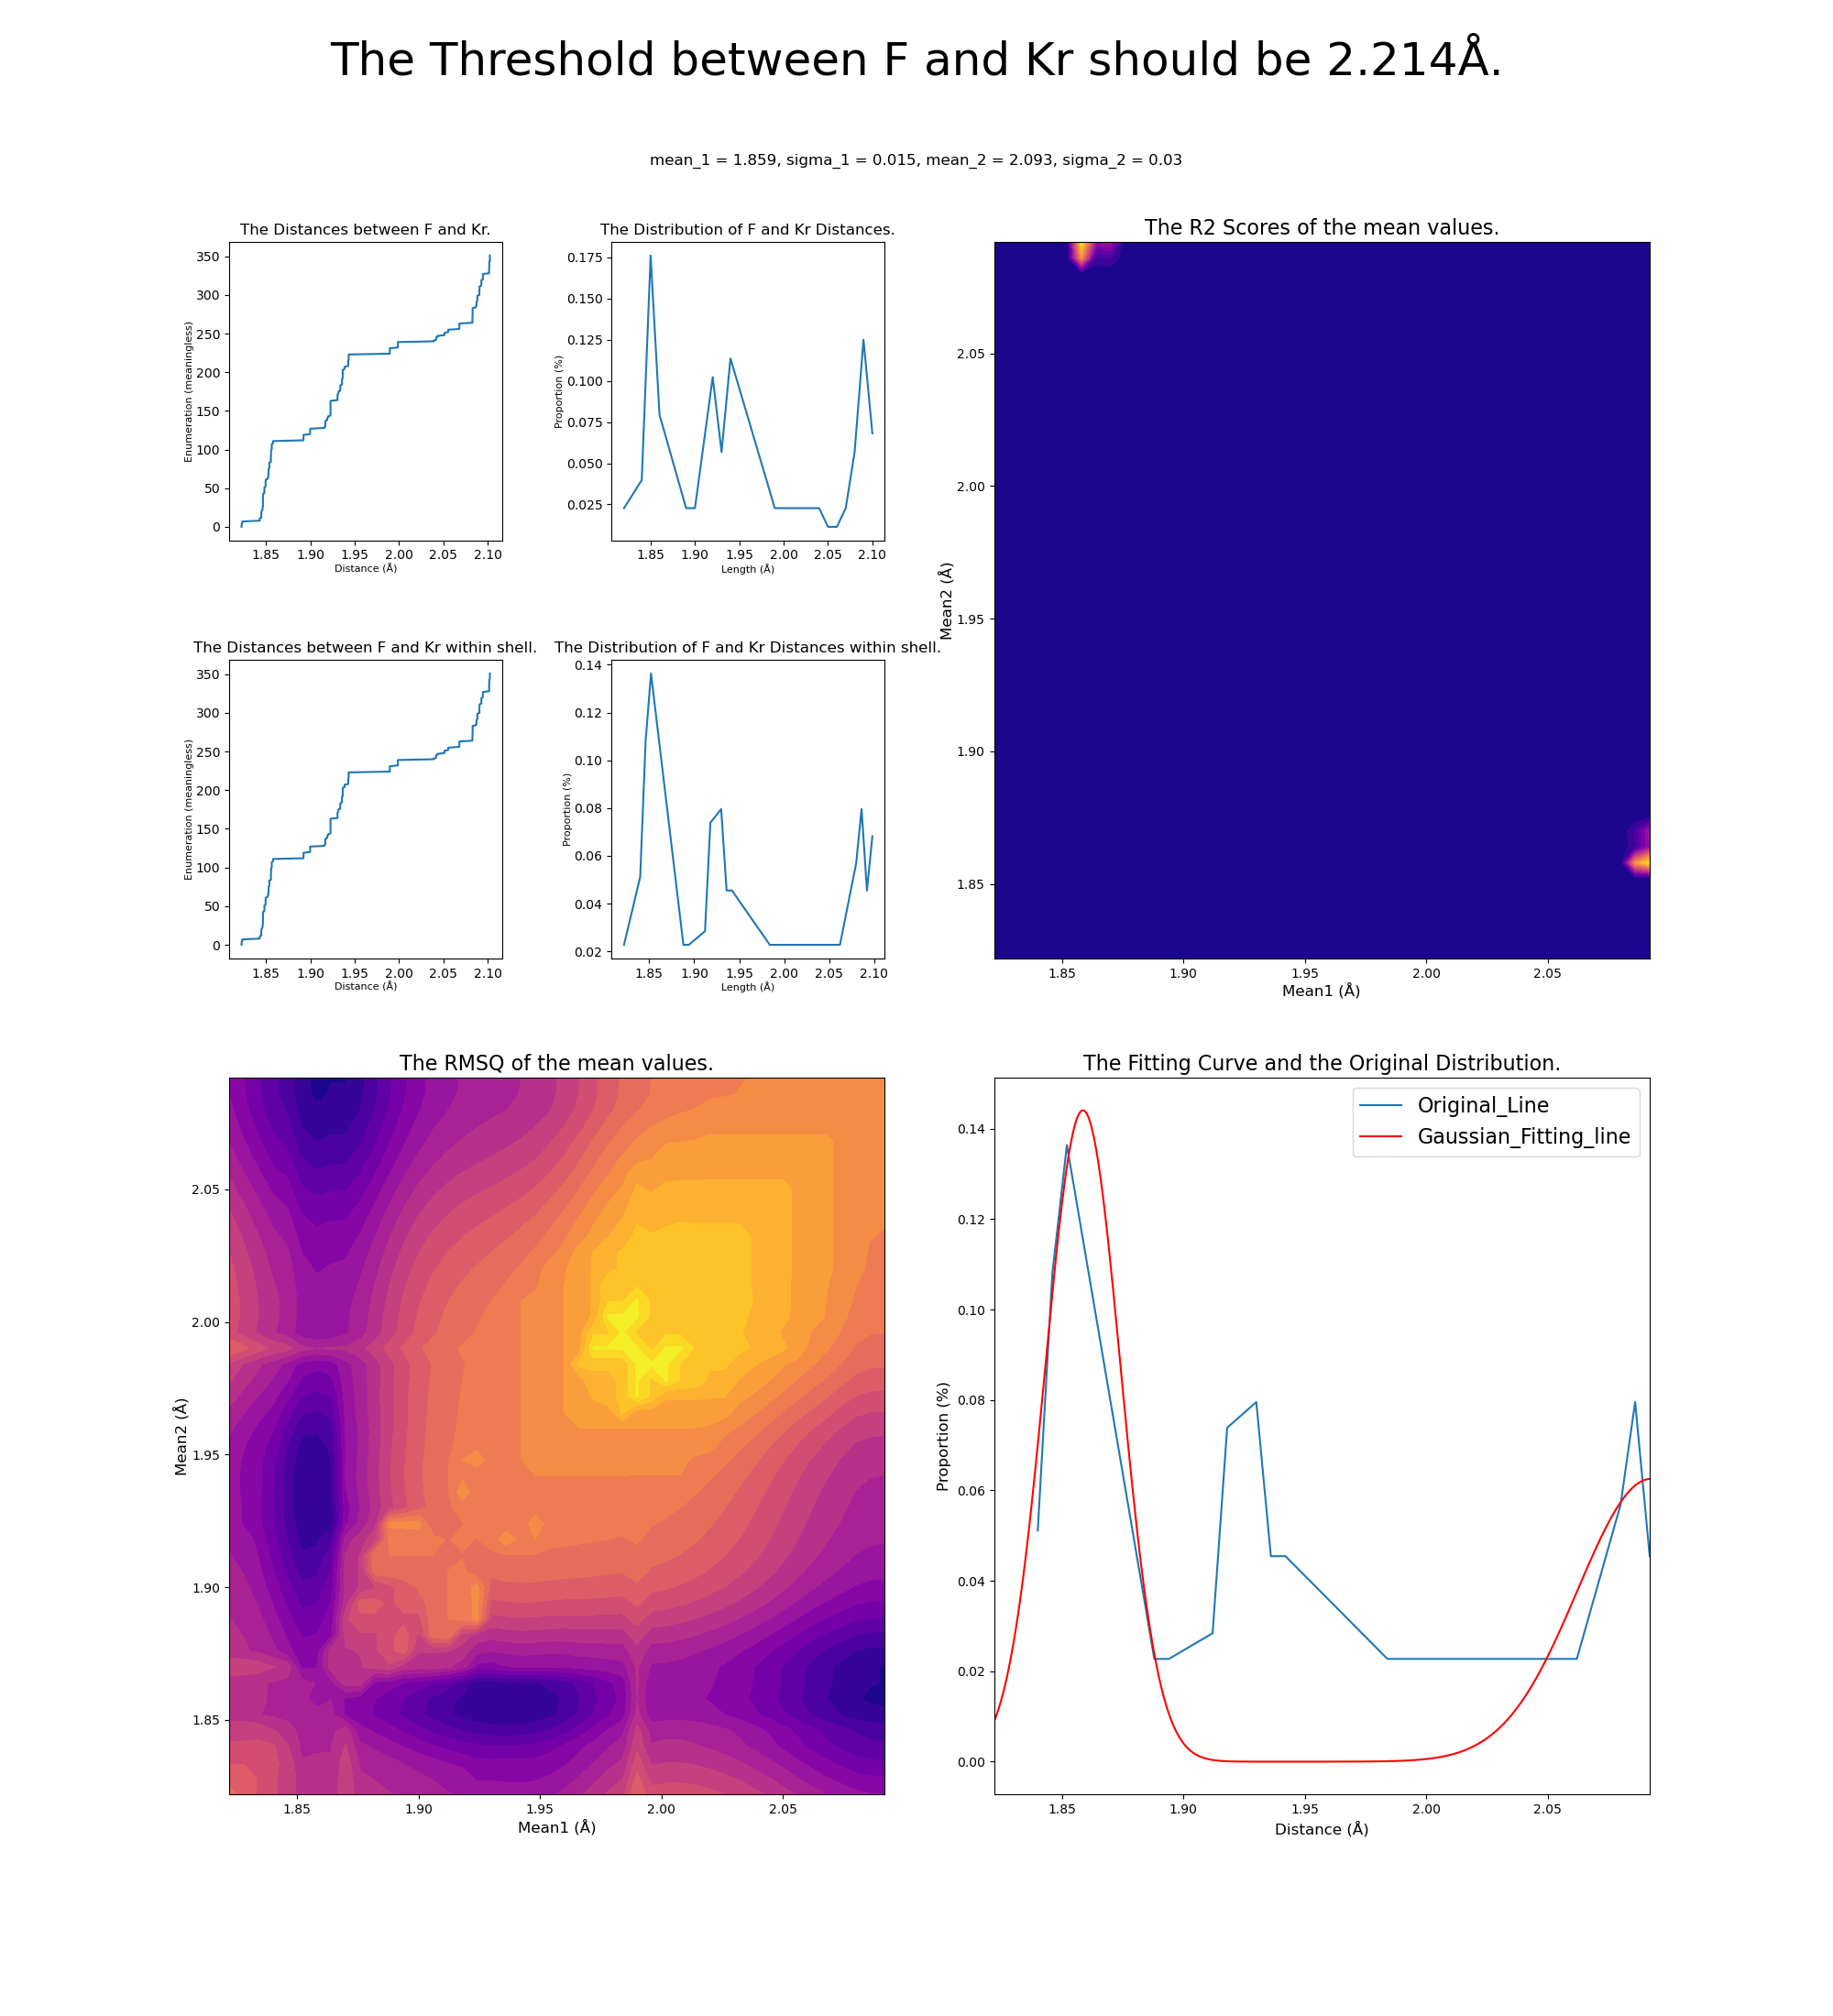 The Threshold between F and Kr should be 2.214Å.
mean_1 = 1.859, sigma_1 = 0.015, mean_2 = 2.093, sigma_2 = 0.03
The Distances between F and Kr.
350
300
250
200
150
100
50
0
Enumeration (meaningless)
1.85 1.90 1.95 2.00 2.05 2.10
Distance (Å)
The Distribution of F and Kr Distances.
0.175
0.150
0.125
0.100
0.075
0.050
0.025
Proportion (%)
1.85 1.90 1.95 2.00 2.05 2.10
Length (Å)
The R2 Scores of the mean values.
2.05
2.00
1.95
1.90
1.85
Mean2 (Å)
1.85 1.90 1.95 2.00 2.05
Mean1 (Å)
The Distances between F and Kr within shell.
350
300
250
200
150
100
50
0
Enumeration (meaningless)
1.85 1.90 1.95 2.00 2.05 2.10
Distance (Å)
The Distribution of F and Kr Distances within shell.
0.14
0.12
0.10
0.08
0.06
0.04
0.02
Proportion (%)
1.85 1.90 1.95 2.00 2.05 2.10
Length (Å)
The RMSQ of the mean values.
2.05
2.00
1.95
1.90
1.85
Mean2 (Å)
1.85 1.90 1.95 2.00 2.05
Mean1 (Å)
The Fitting Curve and the Original Distribution.
Original_Line
Gaussian_Fitting_line
0.14
0.12
0.10
0.08
0.06
0.04
0.02
0.00
Proportion (%)
1.85 1.90 1.95 2.00 2.05
Distance (Å)